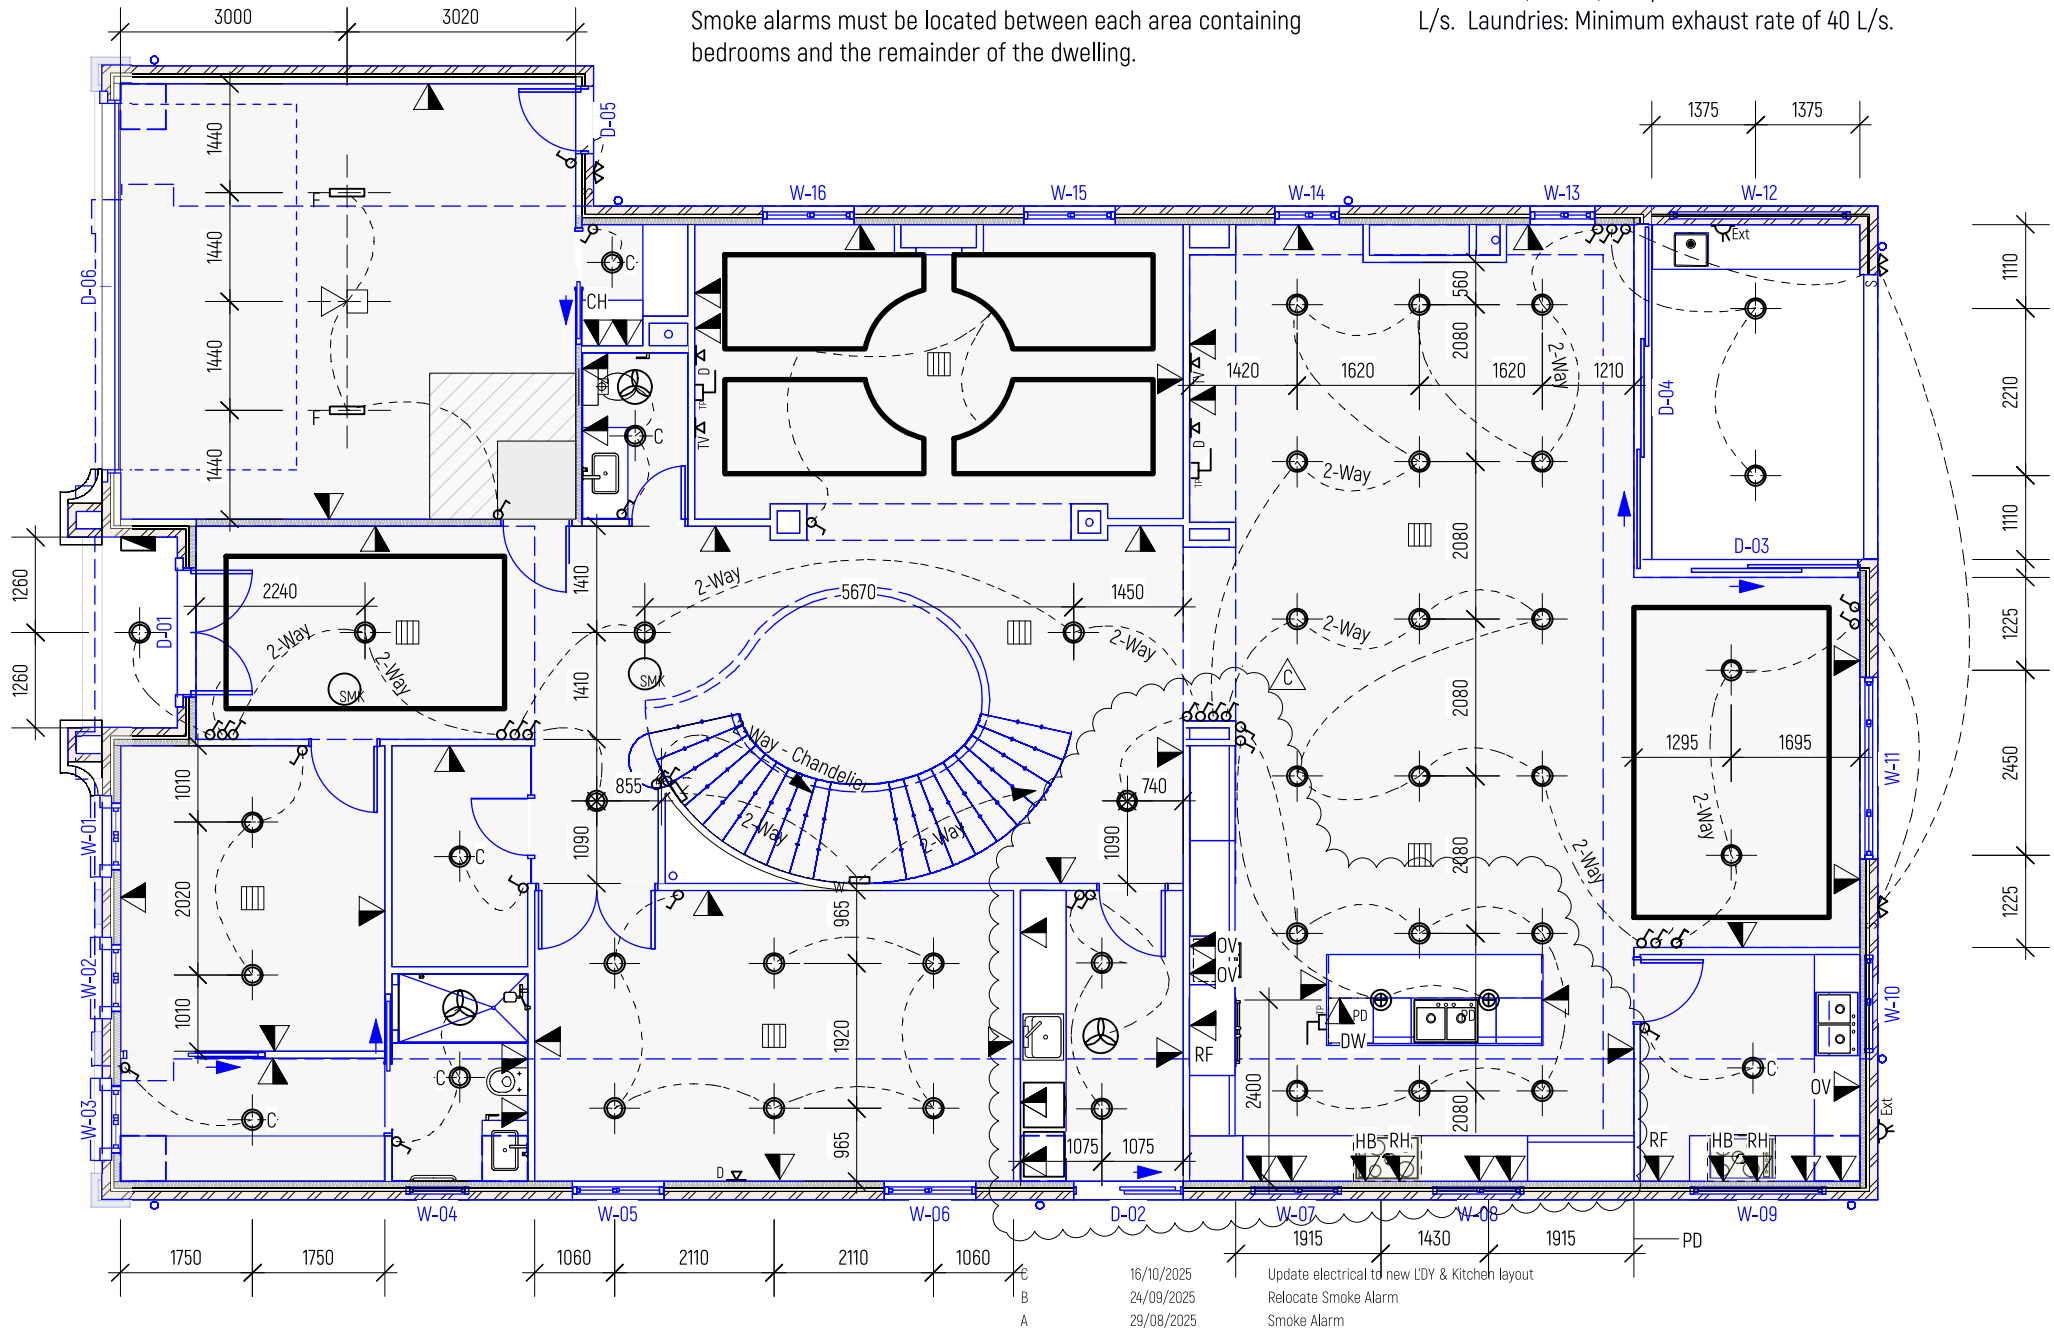 Smoke alarms must be located between each area containing
bedrooms and the remainder of the dwelling.
L/s. Laundries: Minimum exhaust rate of 40 L/s.
3000
3020
1375
1375
D-05
W-16
W-15
W-14
W-13
W-12
Ext
1440
1440
1440
1440
F
F
D-06
C
CH
C
D
TP
TV
TV
D
TP
560
2080
1420
1620
1620
1210
2-Way
2-Way
D-04
D-03
S
1110
2210
1110
1225
2450
1225
1260
1260
D-01
2240
2-Way
2-Way
SMK
SMK
1410
1410
2-Way
5670
1450
2-Way
2080
2-Way
C
2080
2-Way - Chandelier
2-Way
2-Way
855
740
1090
1090
W
1295
1695
2-Way
2-Way
W-11
2080
1010
2020
1010
W-01
W-02
W-03
C
C
C
965
1920
965
D
OV
OV
RF
TP
PD
PD
DW
2400
2080
1075
1075
HB
RH
RF
HB
RH
C
OV
W-10
Ext
W-04
W-05
W-06
D-02
W-07
W-08
W-09
1750
1750
1060
2110
2110
1060
1915
1430
1915
PD
C 16/10/2025 Update electrical to new L'DY & Kitchen layout
B 24/09/2025 Relocate Smoke Alarm
A 29/08/2025 Smoke Alarm